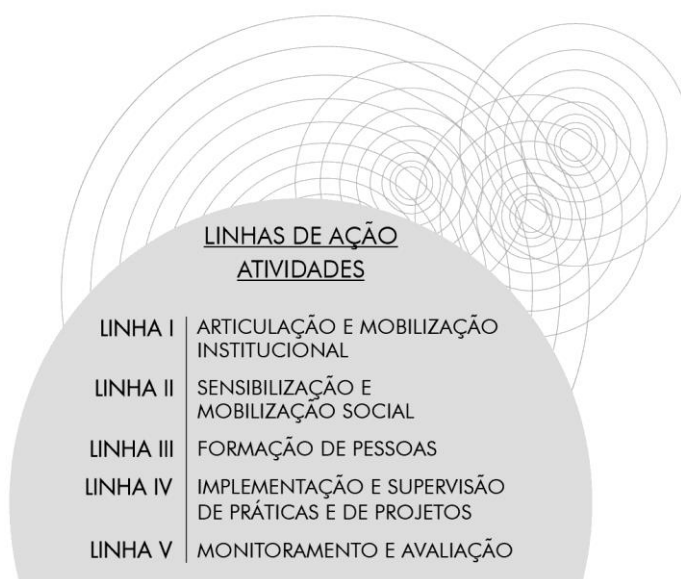 LINHAS DE AÇÃO
ATIVIDADES
LINHA I ARTICULAÇÃO E MOBILIZAÇÃO
INSTITUCIONAL
LINHA II SENSIBILIZAÇÃO E
MOBILIZAÇÃO SOCIAL
LINHA III FORMAÇÃO DE PESSOAS
LINHA IV IMPLEMENTAÇÃO E SUPERVISÃO
DE PRÁTICAS E DE PROJETOS
LINHA V MONITORAMENTO E AVALIAÇÃO